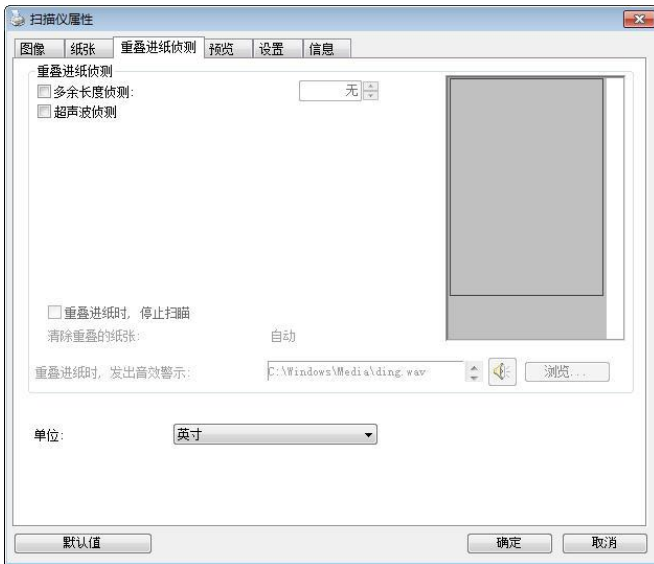 扫描仪属性
图像 纸张 重叠进纸侦测 预览 设置 信息
重叠进纸侦测
多余长度侦测: 无
超声波侦测
重叠进纸时, 停止扫瞄
清除重叠的纸张: 自动
重叠进纸时, 发出音效警示: C:\Windows\Media\ding.wav 浏览...
单位: 英寸
默认值 确定 取消